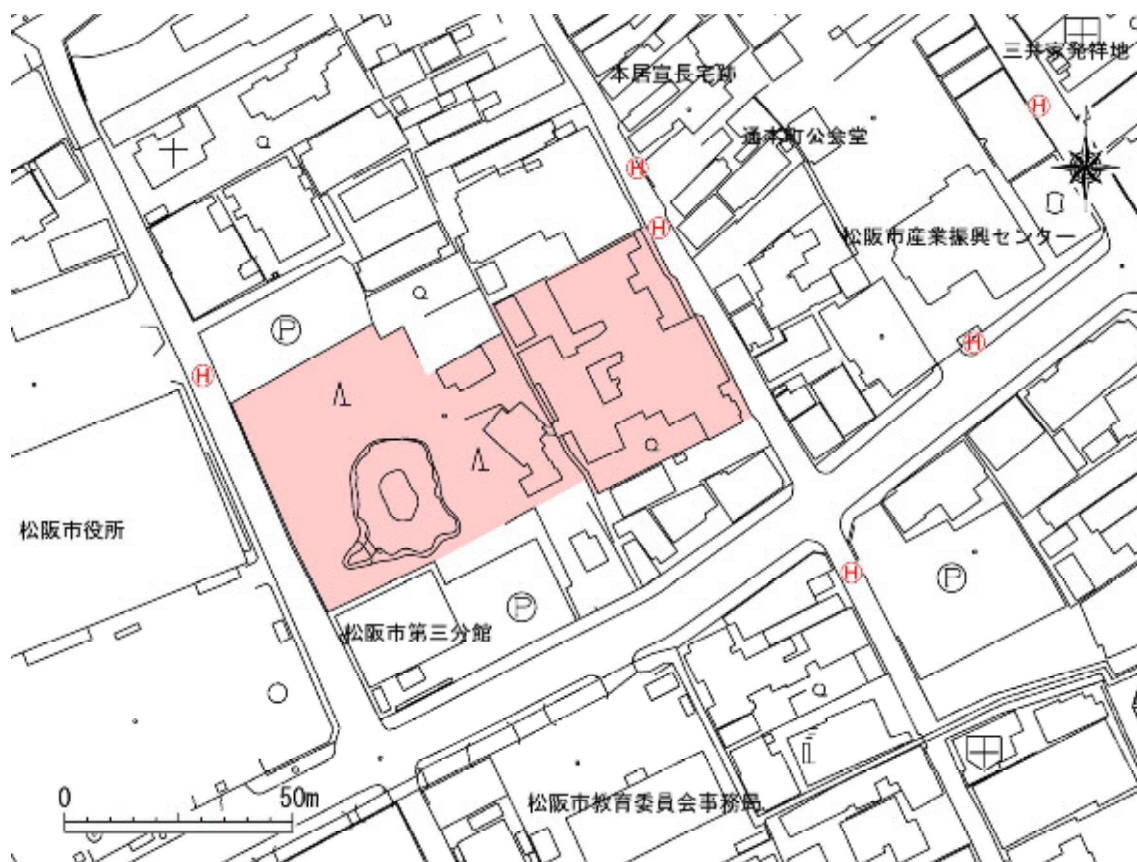 三井家発祥地
本居宣長宅跡
H
通本町公会堂
H
H
松阪市産業振興センター
P
H
H
松阪市役所
H
P
P
松阪市第三分館
0 50m
松阪市教育委員会事務局